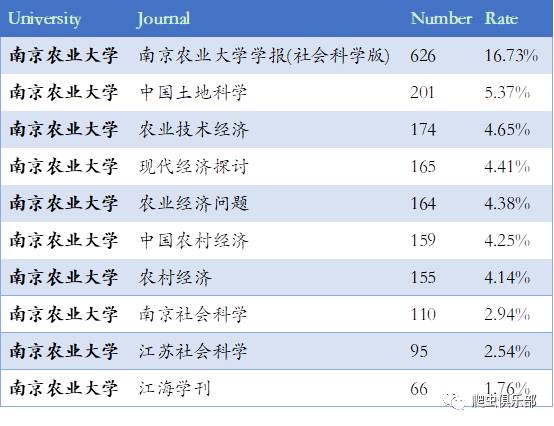 University Journal Number Rate
南京农业大学 南京农业大学学报(社会科学版) 626 16.73%
南京农业大学 中国土地科学 201 5.37%
南京农业大学 农业技术经济 174 4.65%
南京农业大学 现代经济探讨 165 4.41%
南京农业大学 农业经济问题 164 4.38%
南京农业大学 中国农村经济 159 4.25%
南京农业大学 农村经济 155 4.14%
南京农业大学 南京社会科学 110 2.94%
南京农业大学 江苏社会科学 95 2.54%
南京农业大学 江海学刊 66 1.76%
爬虫俱乐部